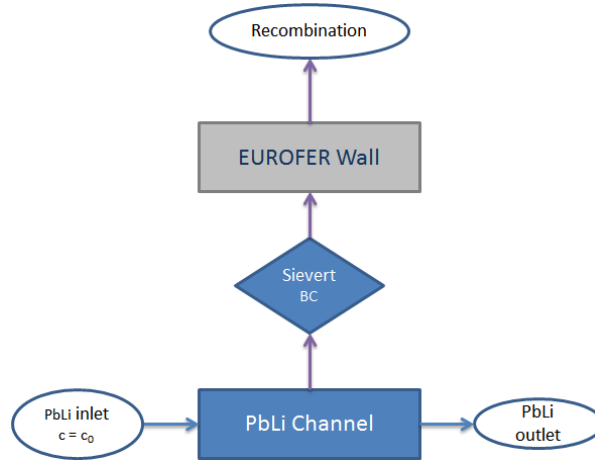 Recombination
EUROFER Wall
Sievert
BC
PbLi inlet
c = c₀
PbLi Channel
PbLi
outlet